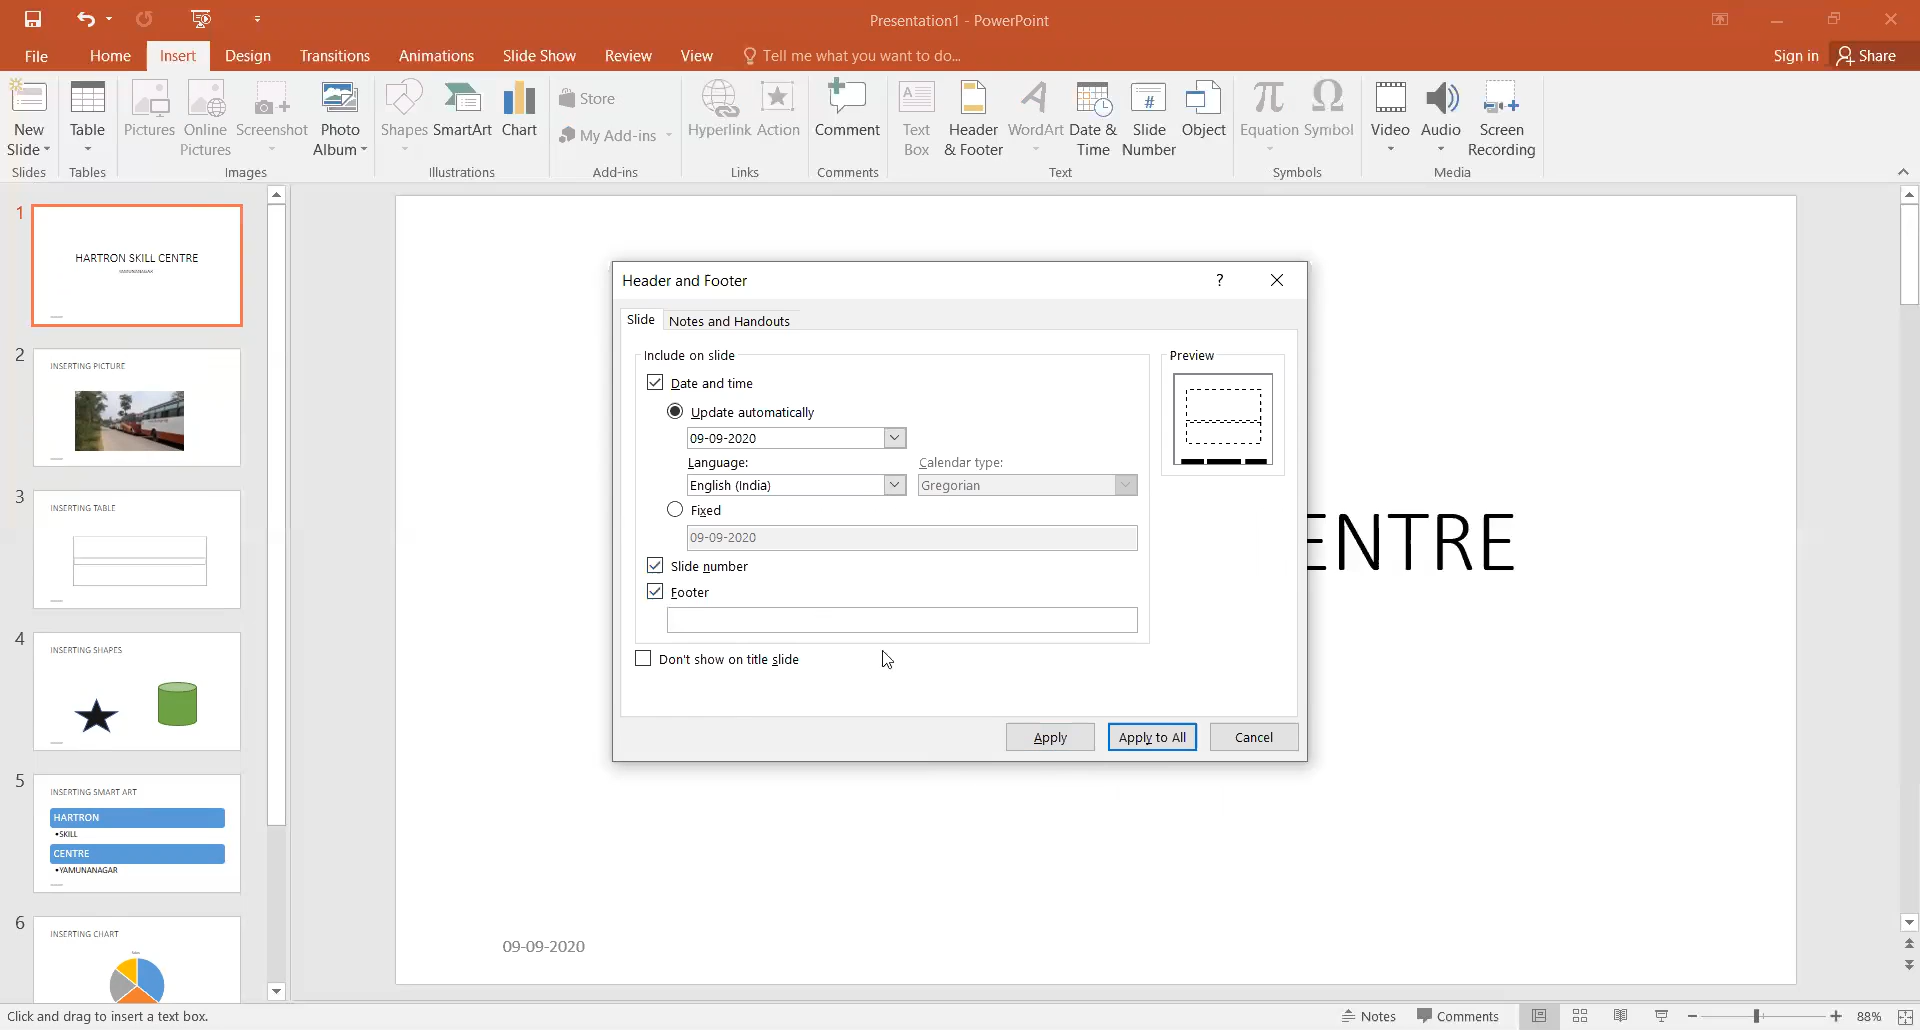 Presentation1 - PowerPoint
File Home Insert Design Transitions Animations Slide Show Review View Tell me what you want to do... Sign in Share
New Slide
Table
Pictures
Online Pictures
Screenshot
Photo Album
Shapes
SmartArt
Chart
Store
My Add-ins
Hyperlink
Action
Comment
Text Box
Header & Footer
WordArt
Date & Time
Slide Number
Object
Equation
Symbol
Video
Audio
Screen Recording
Slides Tables Images Illustrations Add-ins Links Comments Text Symbols Media
1
HARTRON SKILL CENTRE
YAMUNANAGAR
2
INSERTING PICTURE
3
INSERTING TABLE
4
INSERTING SHAPES
5
INSERTING SMART ART
HARTRON
•SKILL
CENTRE
•YAMUNANAGAR
6
INSERTING CHART
Header and Footer ?
Slide Notes and Handouts
Include on slide
Preview
Date and time
Update automatically
09-09-2020
Language: Calendar type:
English (India) Gregorian
Fixed
09-09-2020
Slide number
Footer
Don't show on title slide
Apply Apply to All Cancel
ENTRE
09-09-2020
Click and drag to insert a text box.
Notes Comments 88%